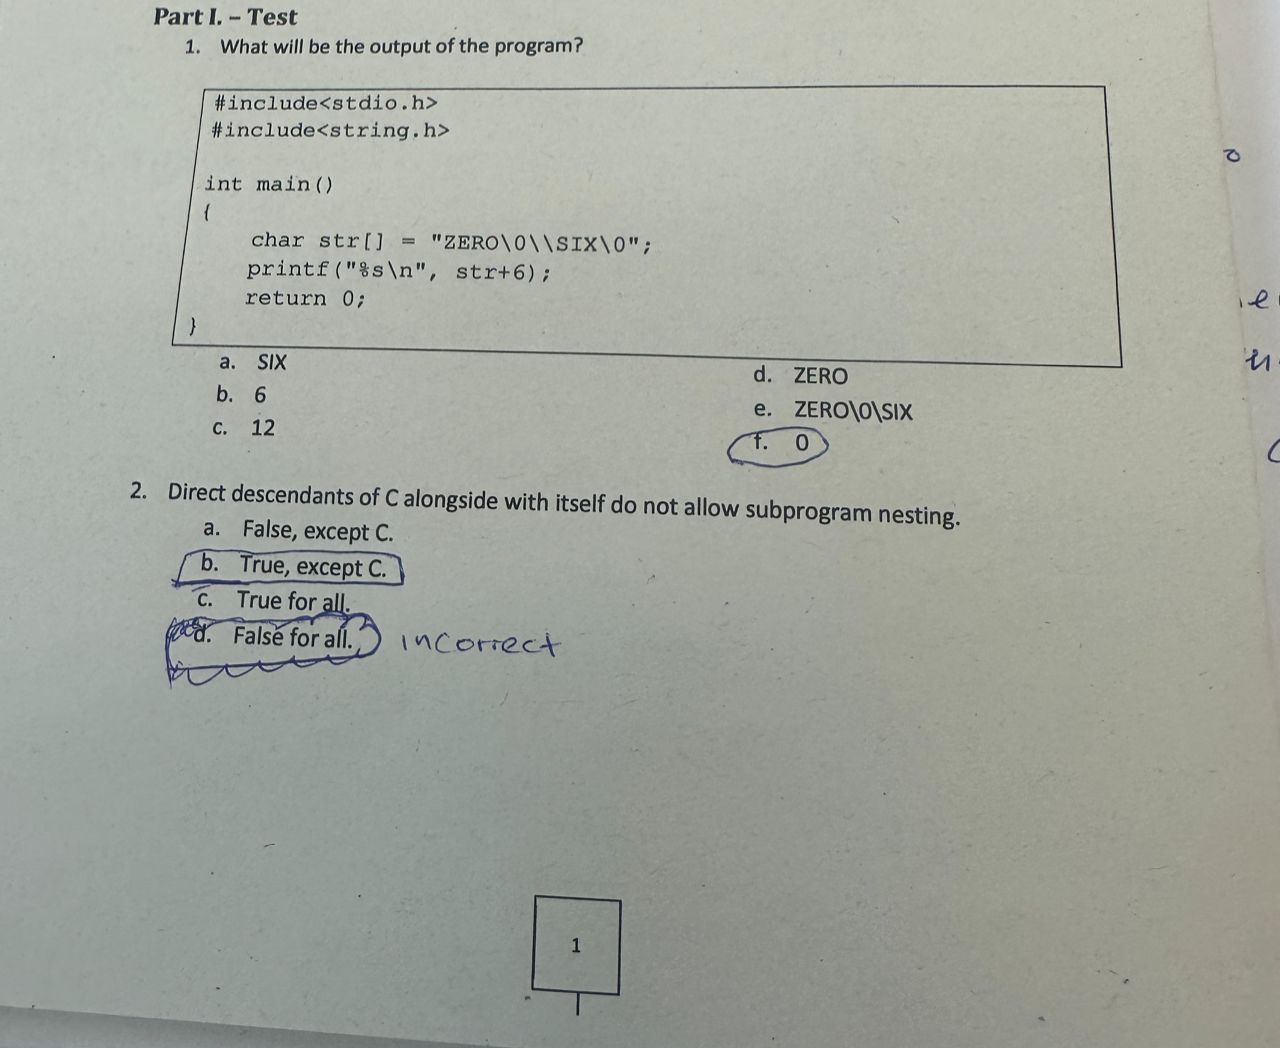 Part I. – Test
1. What will be the output of the program?
#include<stdio.h>
#include<string.h>
int main()
{
char str[] = "ZERO\0\\SIX\0";
printf("%s\n", str+6);
return 0;
}
a. SIX
b. 6
c. 12
d. ZERO
e. ZERO\0\SIX
f. 0
2. Direct descendants of C alongside with itself do not allow subprogram nesting.
a. False, except C.
b. True, except C.
c. True for all.
d. False for all. incorrect
1